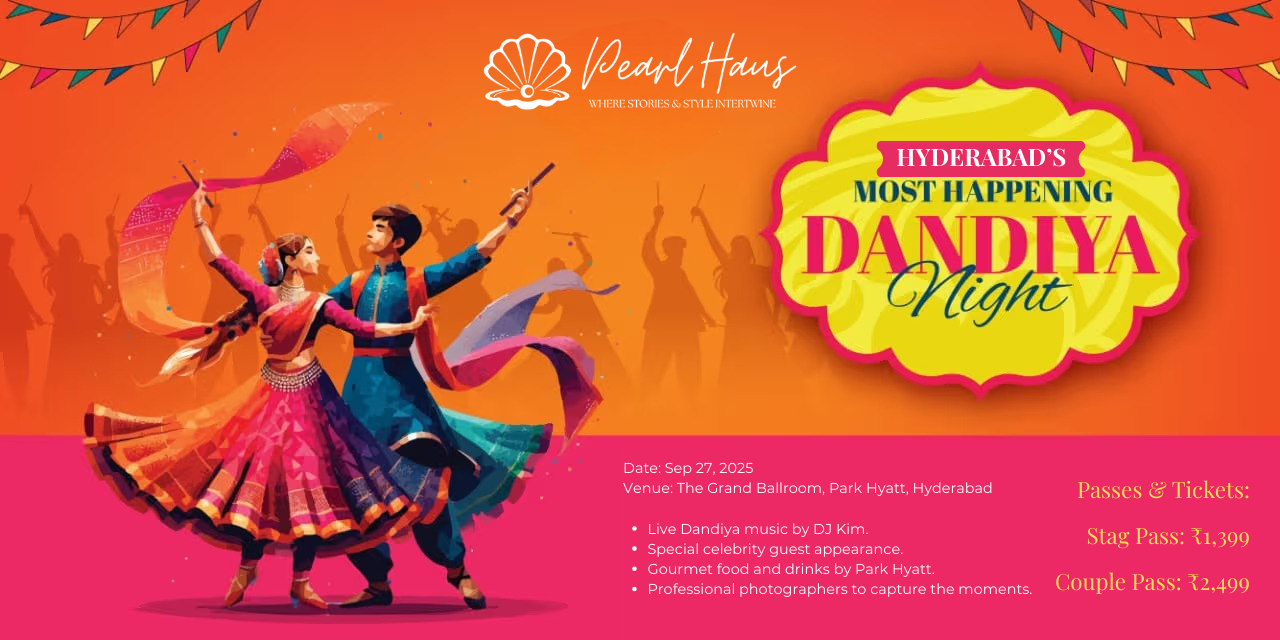 Pearl Haus
WHERE STORIES & STYLE INTERTWINE
HYDERABAD’S
MOST HAPPENING
DANDIYA
Night
Date: Sep 27, 2025
Venue: The Grand Ballroom, Park Hyatt, Hyderabad
• Live Dandiya music by DJ Kim.
• Special celebrity guest appearance.
• Gourmet food and drinks by Park Hyatt.
• Professional photographers to capture the moments.
Passes & Tickets:
Stag Pass: ₹1,399
Couple Pass: ₹2,499